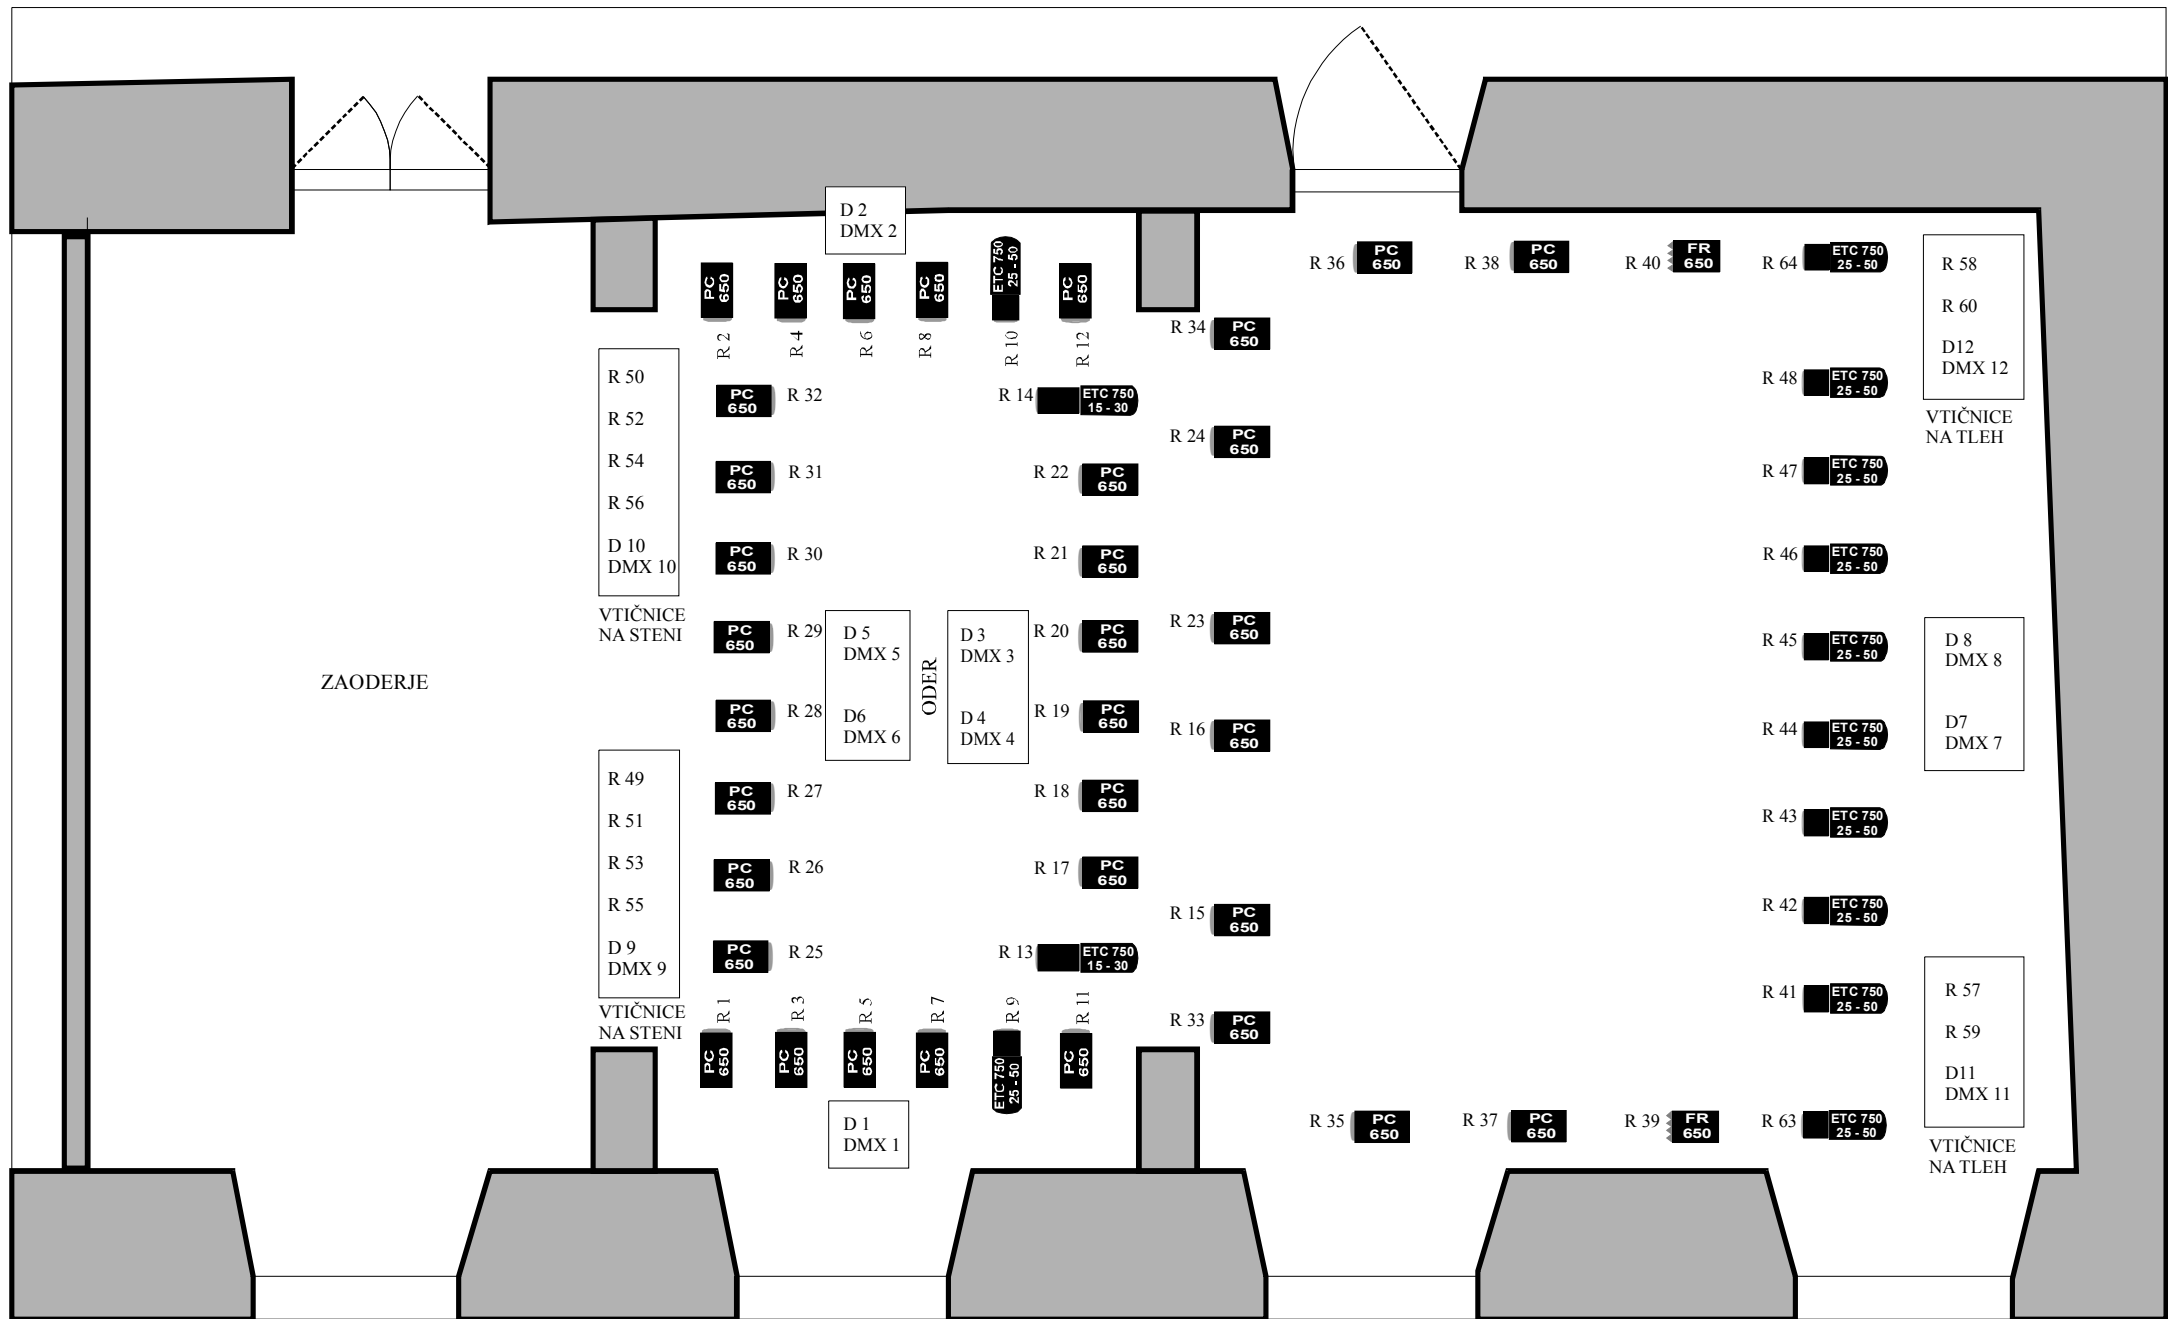 D 2
DMX 2
PC
650
R 2
PC
650
R 4
PC
650
R 6
PC
650
R 8
ETC 750
25 - 50
R 10
PC
650
R 12
R 36
PC
650
R 38
PC
650
R 40
FR
650
R 64
ETC 750
25 - 50
R 58
R 60
D12
DMX 12
VTIČNICE
NA TLEH
R 34
PC
650
R 50
R 52
R 54
R 56
D 10
DMX 10
VTIČNICE
NA STENI
PC
650
R 32
R 14
ETC 750
15 - 30
R 24
PC
650
R 48
ETC 750
25 - 50
PC
650
R 31
R 22
PC
650
R 47
ETC 750
25 - 50
PC
650
R 30
R 21
PC
650
R 46
ETC 750
25 - 50
PC
650
R 29
D 5
DMX 5
D6
DMX 6
ODER
D 3
DMX 3
D 4
DMX 4
R 20
PC
650
R 23
PC
650
R 45
ETC 750
25 - 50
D 8
DMX 8
D7
DMX 7
ZAODERJE
PC
650
R 28
R 19
PC
650
R 16
PC
650
R 44
ETC 750
25 - 50
R 49
R 51
R 53
R 55
D 9
DMX 9
VTIČNICE
NA STENI
PC
650
R 27
R 18
PC
650
R 43
ETC 750
25 - 50
PC
650
R 26
R 17
PC
650
R 15
PC
650
R 42
ETC 750
25 - 50
PC
650
R 25
R 13
ETC 750
15 - 30
R 41
ETC 750
25 - 50
R 57
R 59
D11
DMX 11
VTIČNICE
NA TLEH
R 33
PC
650
R 1
PC
650
R 3
PC
650
R 5
PC
650
R 7
PC
650
R 9
ETC 750
25 - 50
R 11
PC
650
D 1
DMX 1
R 35
PC
650
R 37
PC
650
R 39
FR
650
R 63
ETC 750
25 - 50